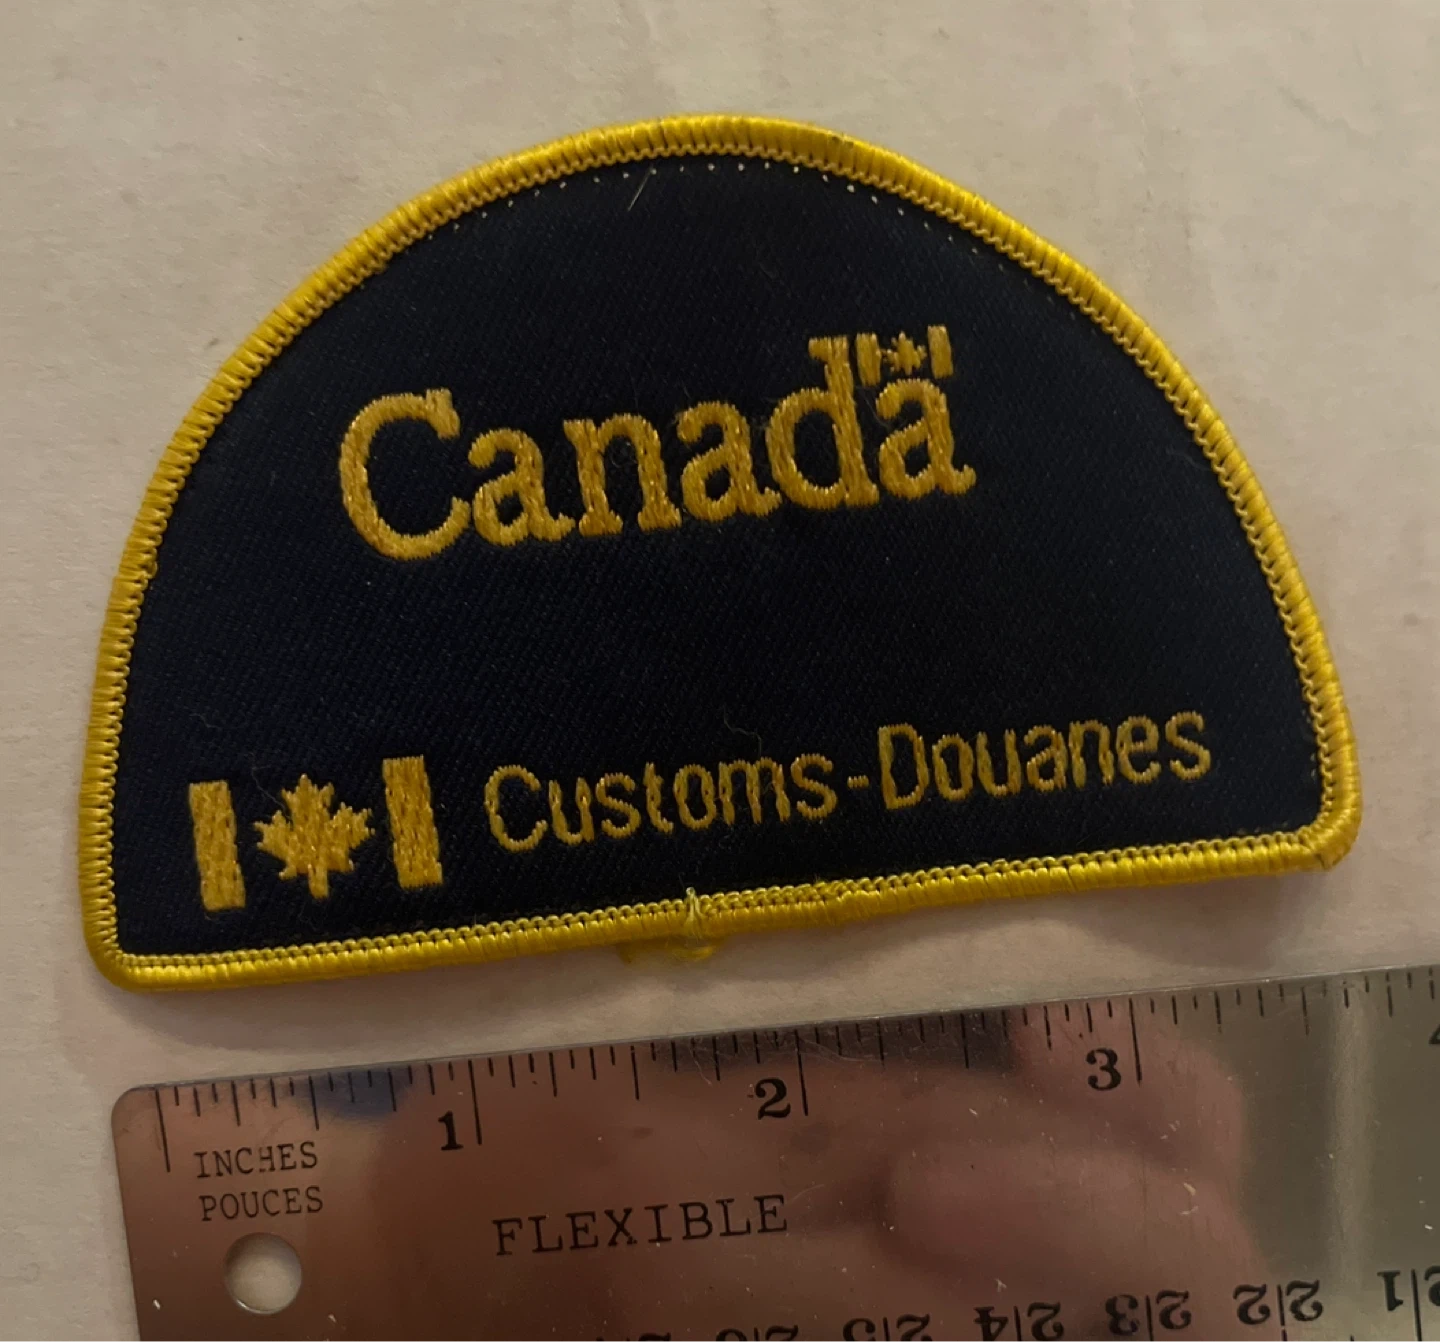 Canada
Customs-Douanes
1 2 3
INCHES
POUCES
FLEXIBLE